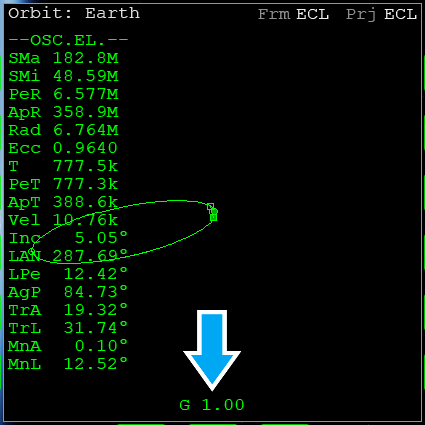 Orbit: Earth Frm ECL Prj ECL
--OSC.EL.--
SMa 182.8M
SMi 48.59M
PeR 6.577M
ApR 358.9M
Rad 6.764M
Ecc 0.9640
T 777.5k
PeT 777.3k
ApT 388.6k
Vel 10.76k
Inc 5.05°
LAN 287.69°
LPe 12.42°
AgP 84.73°
TrA 19.32°
TrL 31.74°
MnA 0.10°
MnL 12.52°
G 1.00